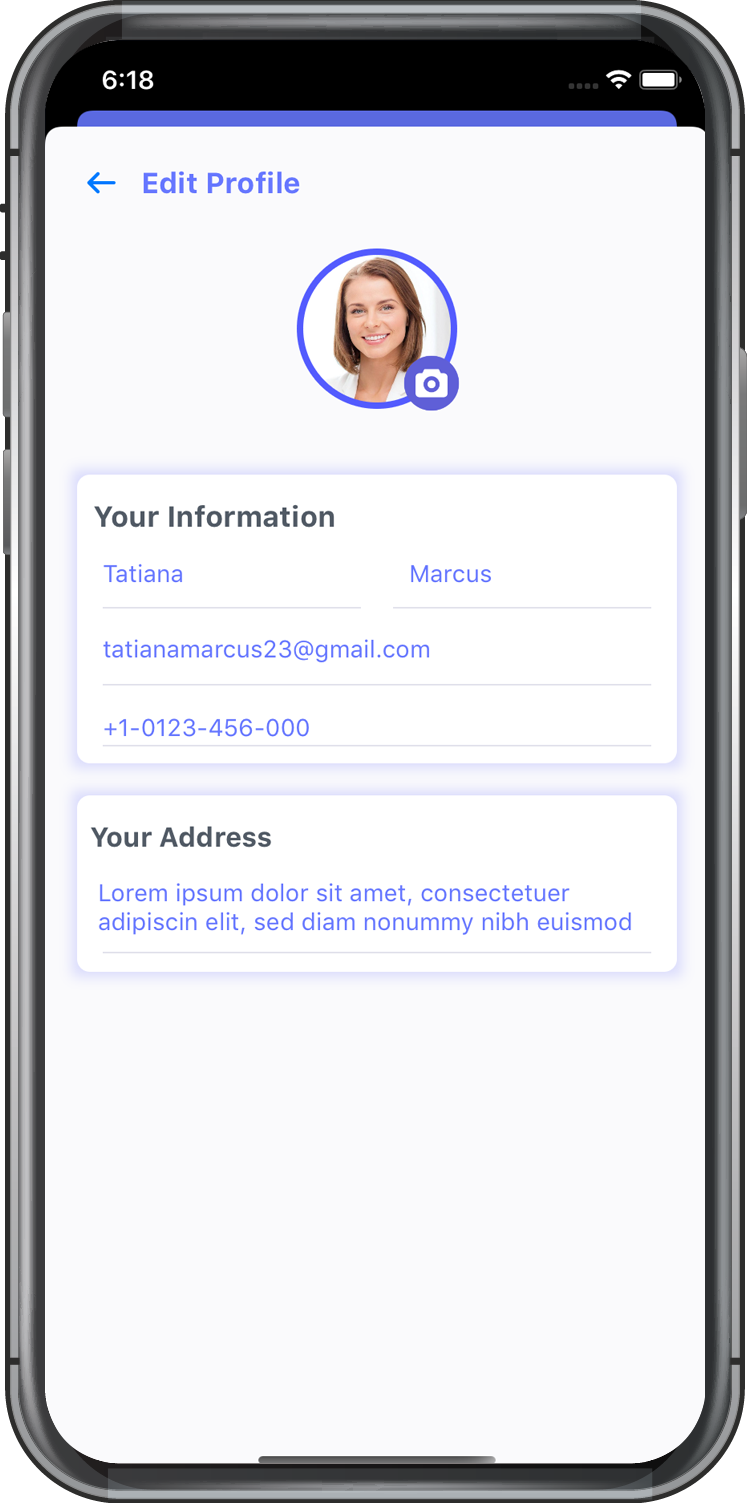 6:18
Edit Profile
Your Information
Tatiana Marcus
tatianamarcus23@gmail.com
+1-0123-456-000
Your Address
Lorem ipsum dolor sit amet, consectetuer
adipiscin elit, sed diam nonummy nibh euismod